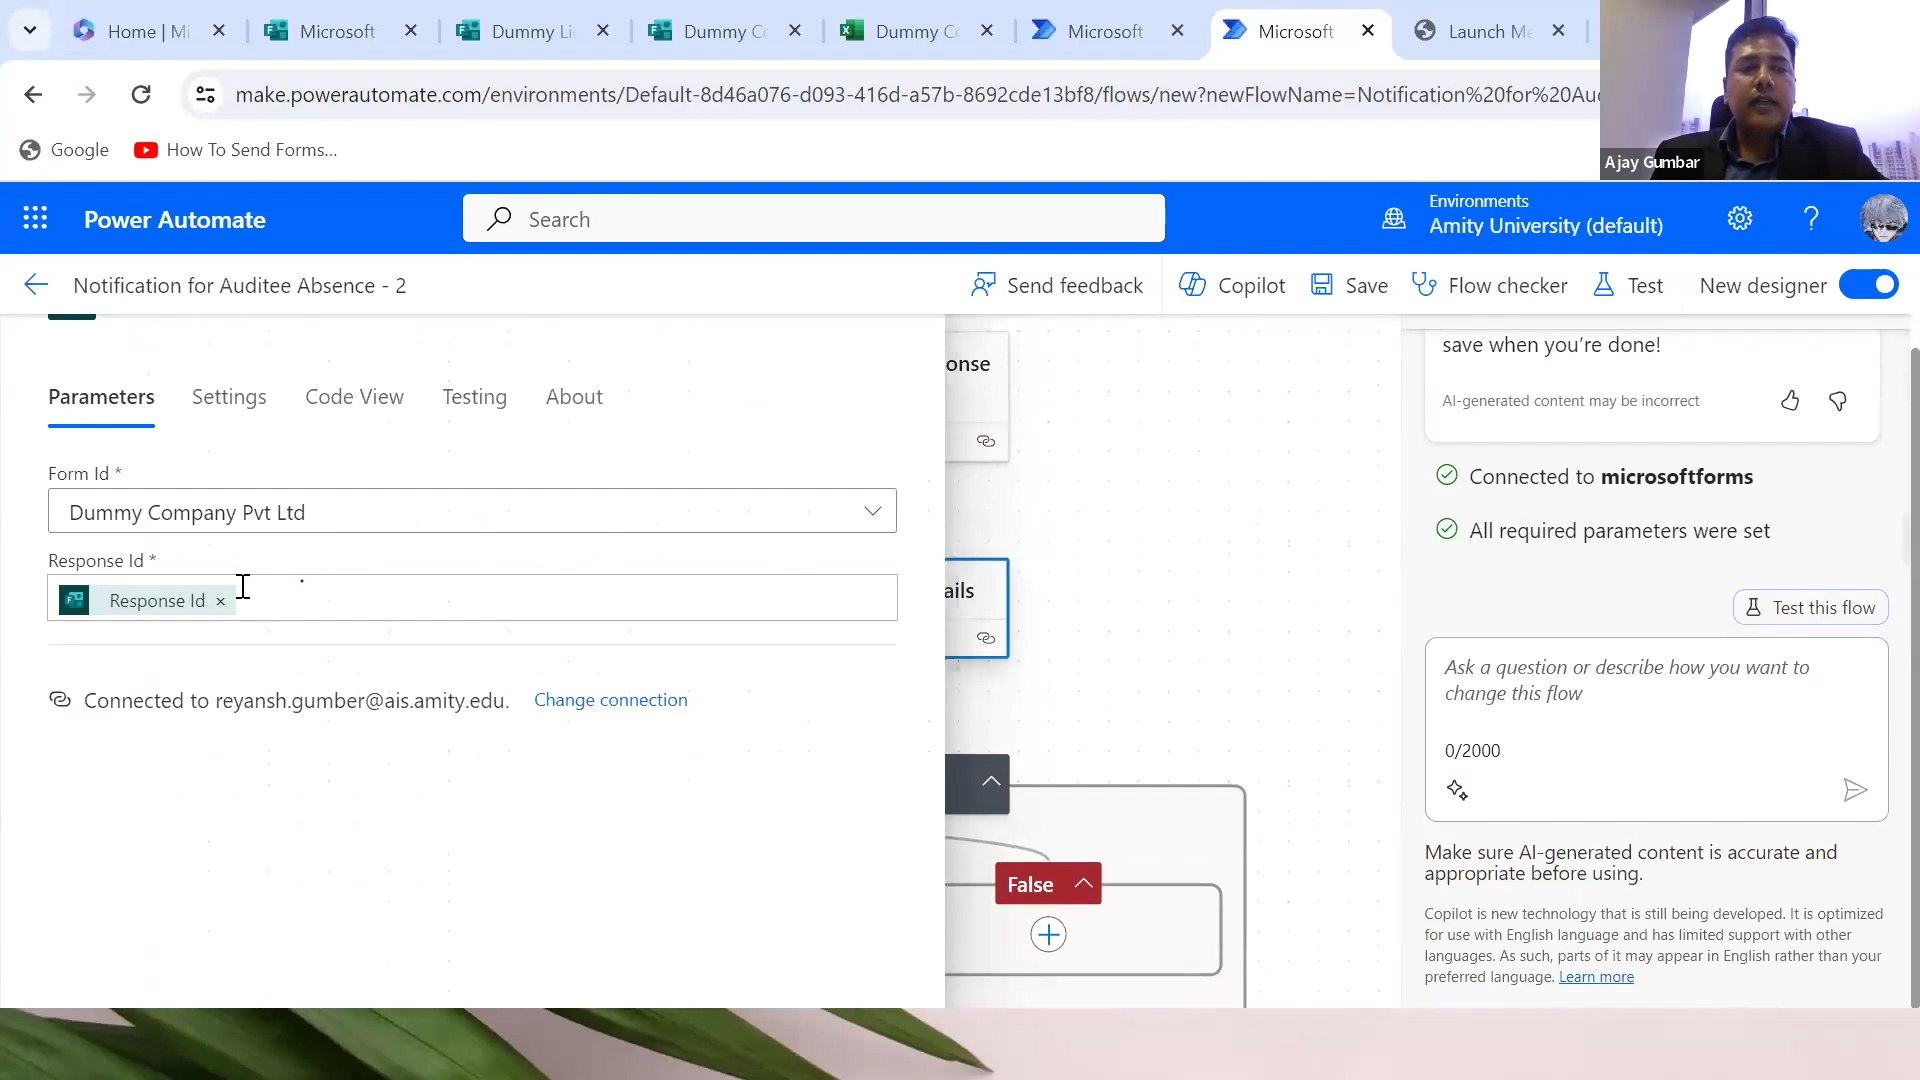 Home | Mi
Microsoft
Dummy Li
Dummy Co
Dummy Co
Microsoft
Microsoft
Launch Me
make.powerautomate.com/environments/Default-8d46a076-d093-416d-a57b-8692cde13bf8/flows/new?newFlowName=Notification%20for%20Au
Google
How To Send Forms...
Ajay Gumbar
Power Automate
Search
Environments
Amity University (default)
Notification for Auditee Absence - 2
Send feedback
Copilot
Save
Flow checker
Test
New designer
Parameters
Settings
Code View
Testing
About
Form Id *
Dummy Company Pvt Ltd
Response Id *
Response Id ×
Connected to reyansh.gumber@ais.amity.edu.
Change connection
onse
ails
False
save when you're done!
AI-generated content may be incorrect
Connected to microsoftforms
All required parameters were set
Test this flow
Ask a question or describe how you want to
change this flow
0/2000
Make sure AI-generated content is accurate and
appropriate before using.
Copilot is new technology that is still being developed. It is optimized
for use with English language and has limited support with other
languages. As such, parts of it may appear in English rather than your
preferred language. Learn more